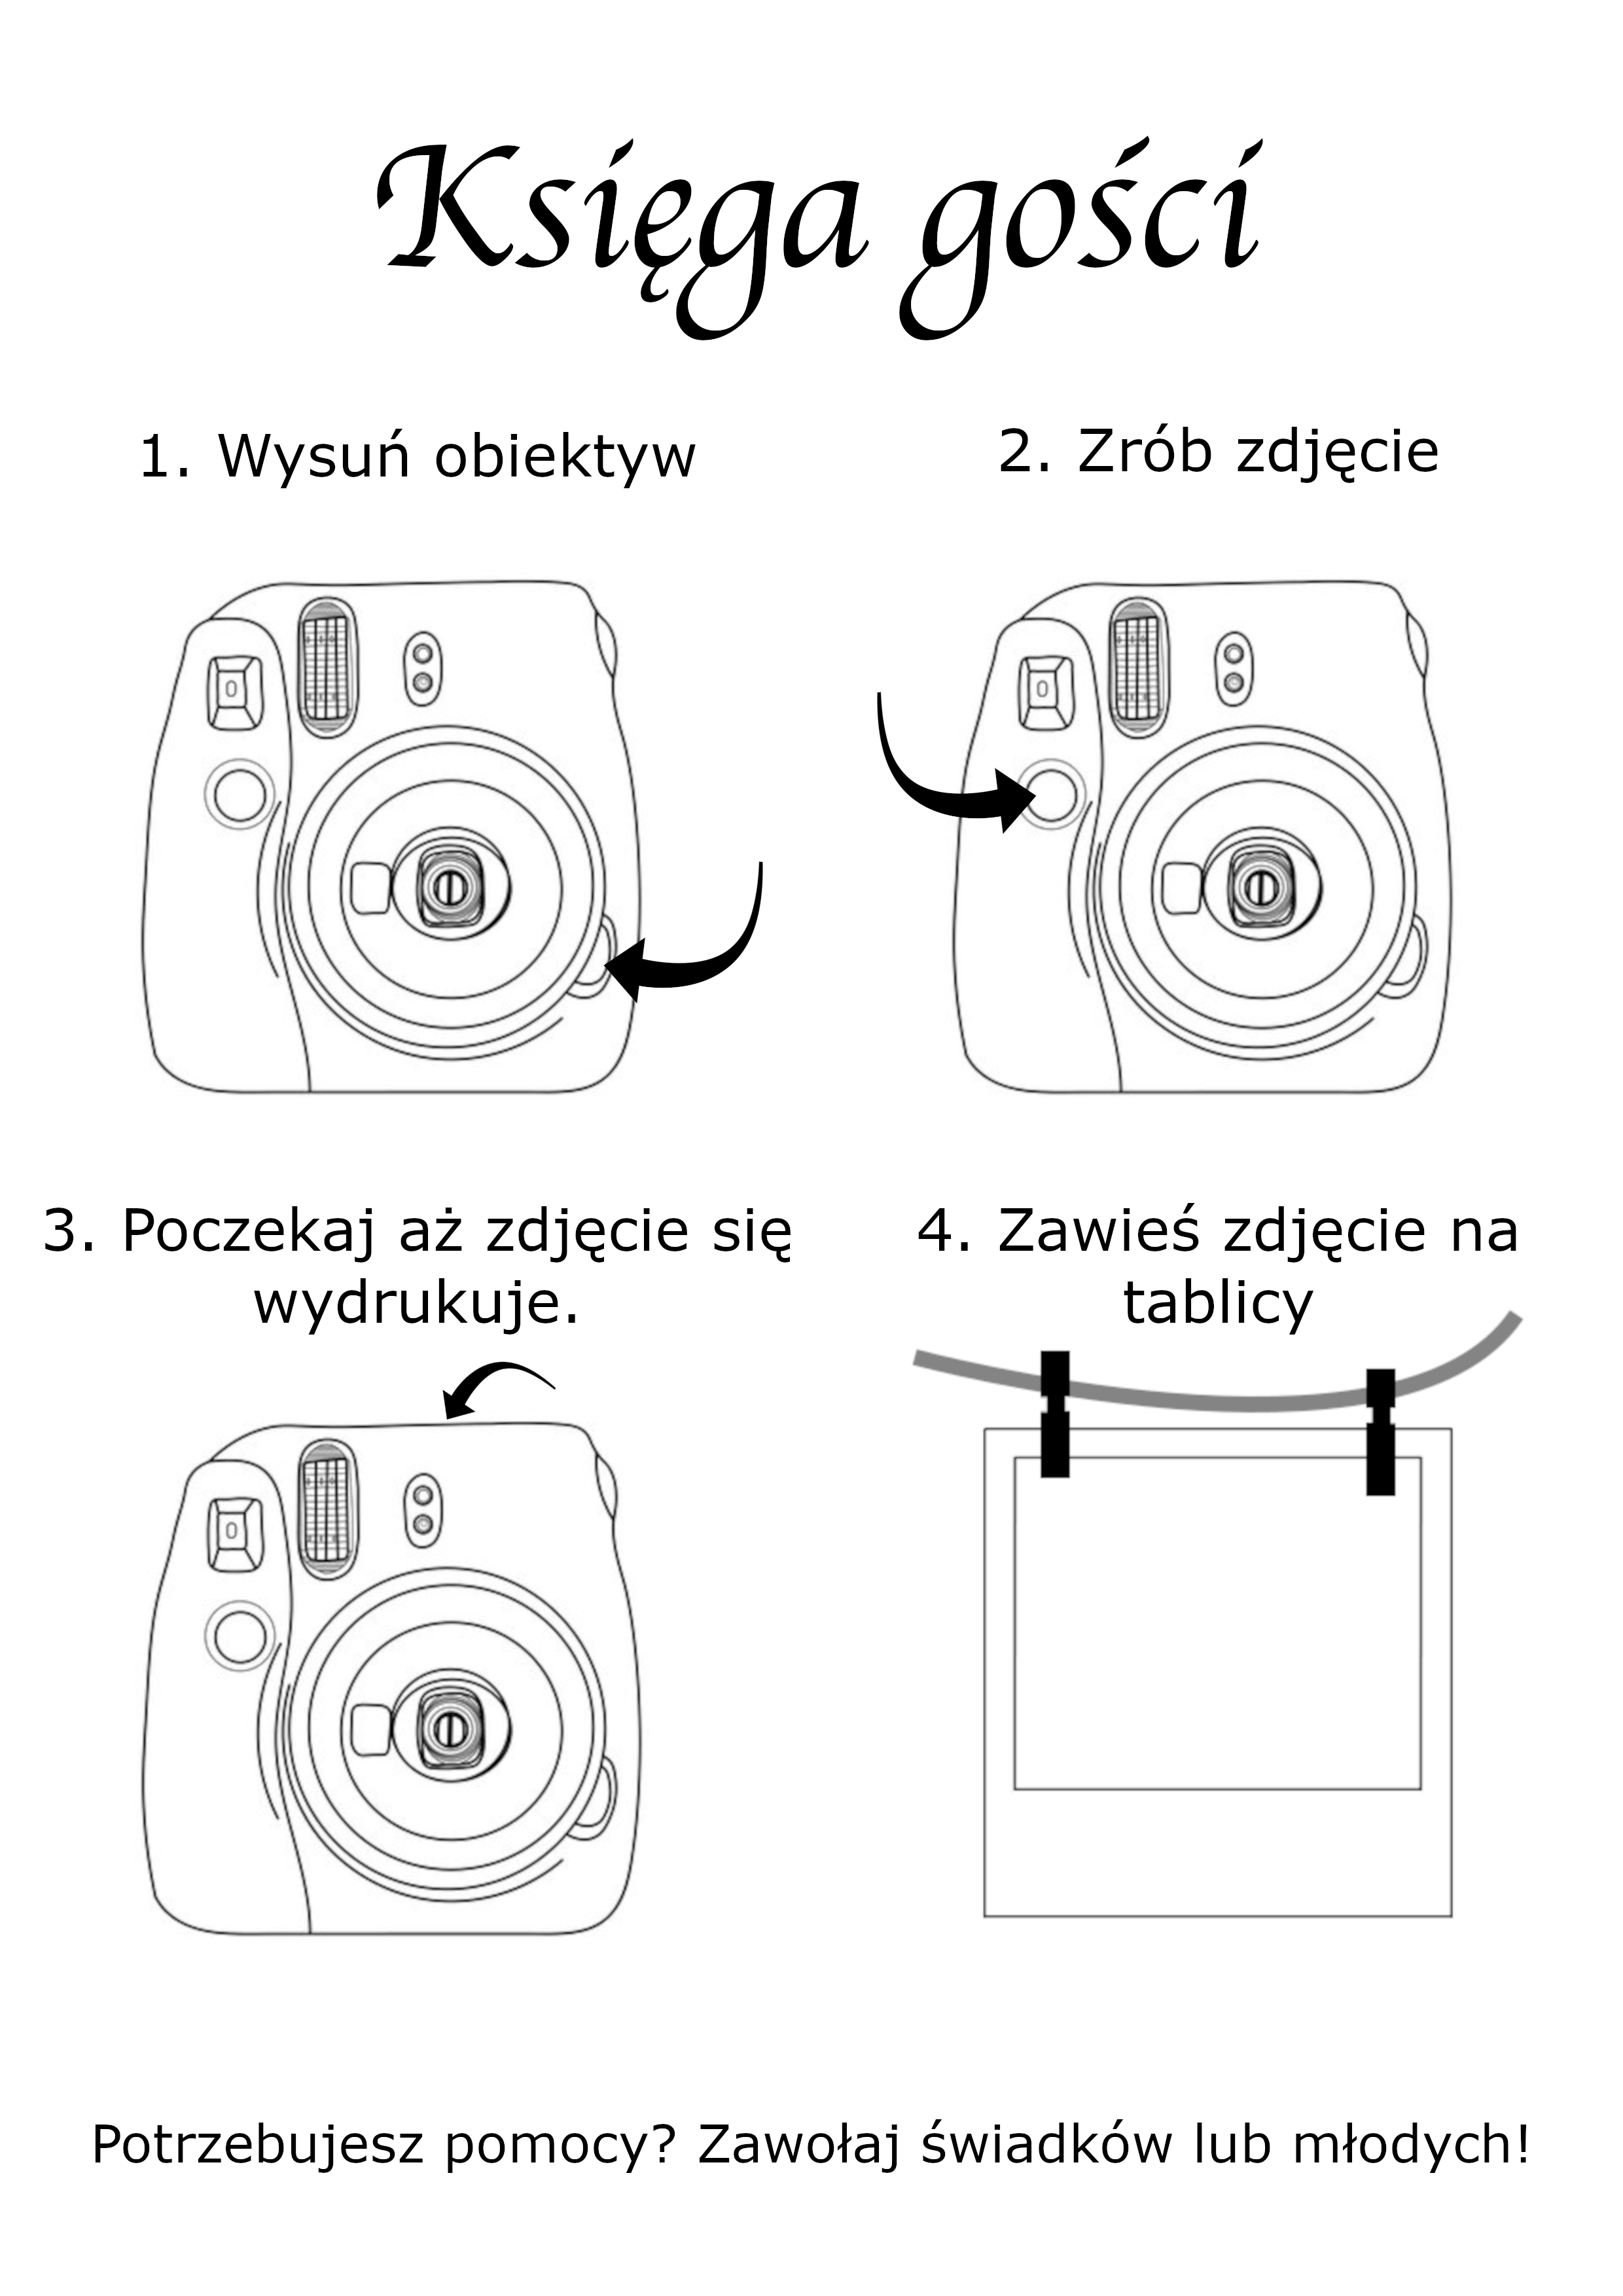 Księga gości
1. Wysuń obiektyw
2. Zrób zdjęcie
3. Poczekaj aż zdjęcie się
wydrukuje.
4. Zawieś zdjęcie na
tablicy
Potrzebujesz pomocy? Zawołaj świadków lub młodych!